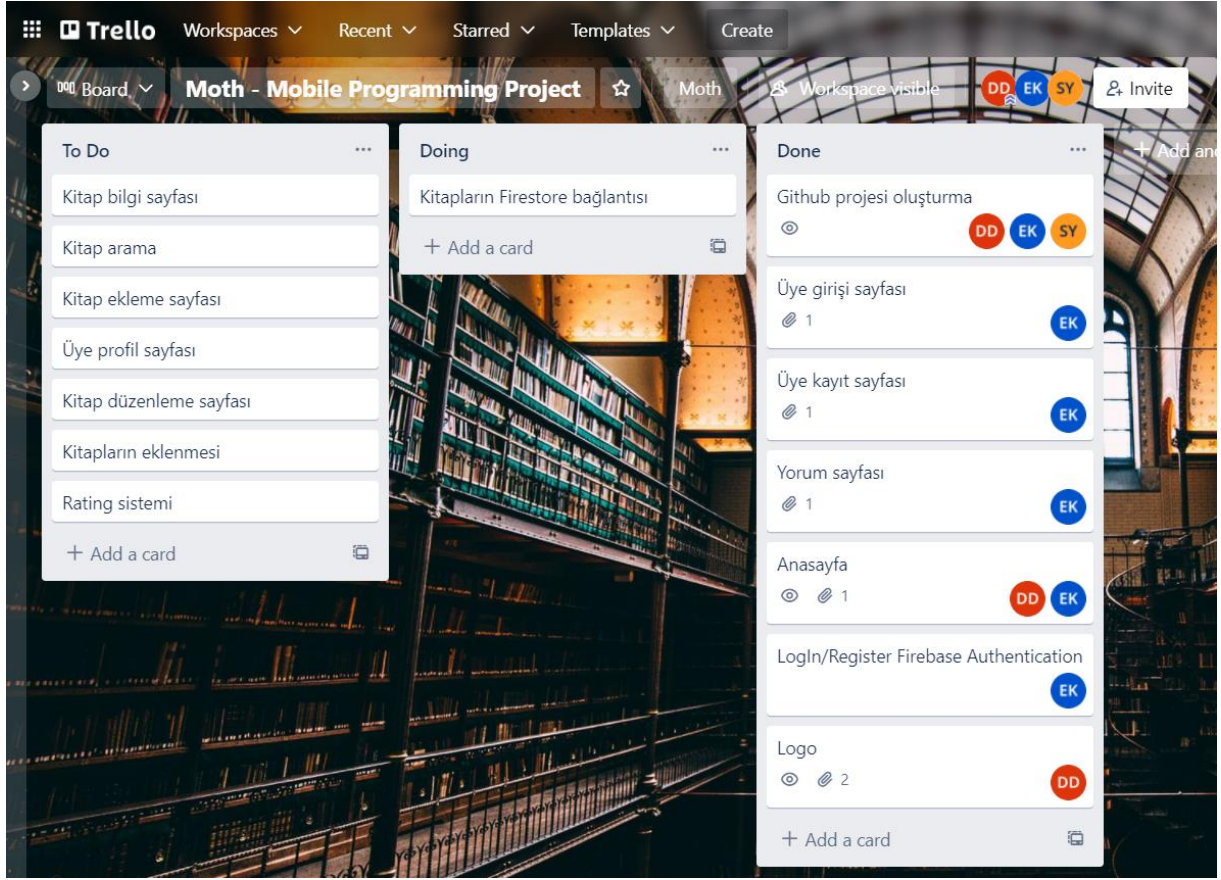 Trello Workspaces Recent Starred Templates Create
Board Moth - Mobile Programming Project Moth Workspace visible DD EK SY Invite
To Do
Kitap bilgi sayfası
Kitap arama
Kitap ekleme sayfası
Üye profil sayfası
Kitap düzenleme sayfası
Kitapların eklenmesi
Rating sistemi
+ Add a card
Doing
Kitapların Firestore bağlantısı
+ Add a card
Done
Github projesi oluşturma
DD EK SY
Üye girişi sayfası
1 EK
Üye kayıt sayfası
1 EK
Yorum sayfası
1 EK
Anasayfa
1 DD EK
LogIn/Register Firebase Authentication
EK
Logo
2 DD
+ Add a card
+ Add